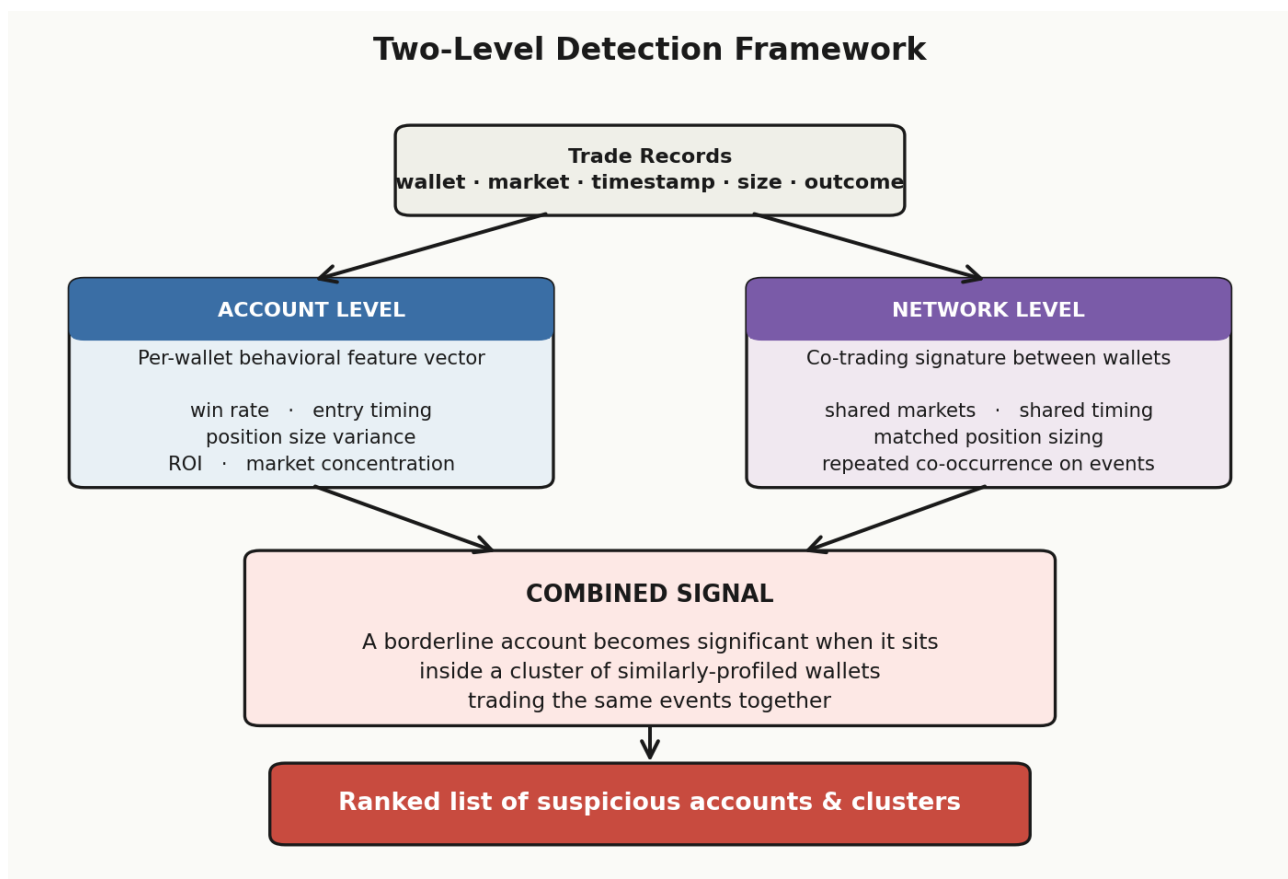 Two-Level Detection Framework
Trade Records
wallet · market · timestamp · size · outcome
ACCOUNT LEVEL
Per-wallet behavioral feature vector
win rate · entry timing
position size variance
ROI · market concentration
NETWORK LEVEL
Co-trading signature between wallets
shared markets · shared timing
matched position sizing
repeated co-occurrence on events
COMBINED SIGNAL
A borderline account becomes significant when it sits
inside a cluster of similarly-profiled wallets
trading the same events together
Ranked list of suspicious accounts & clusters